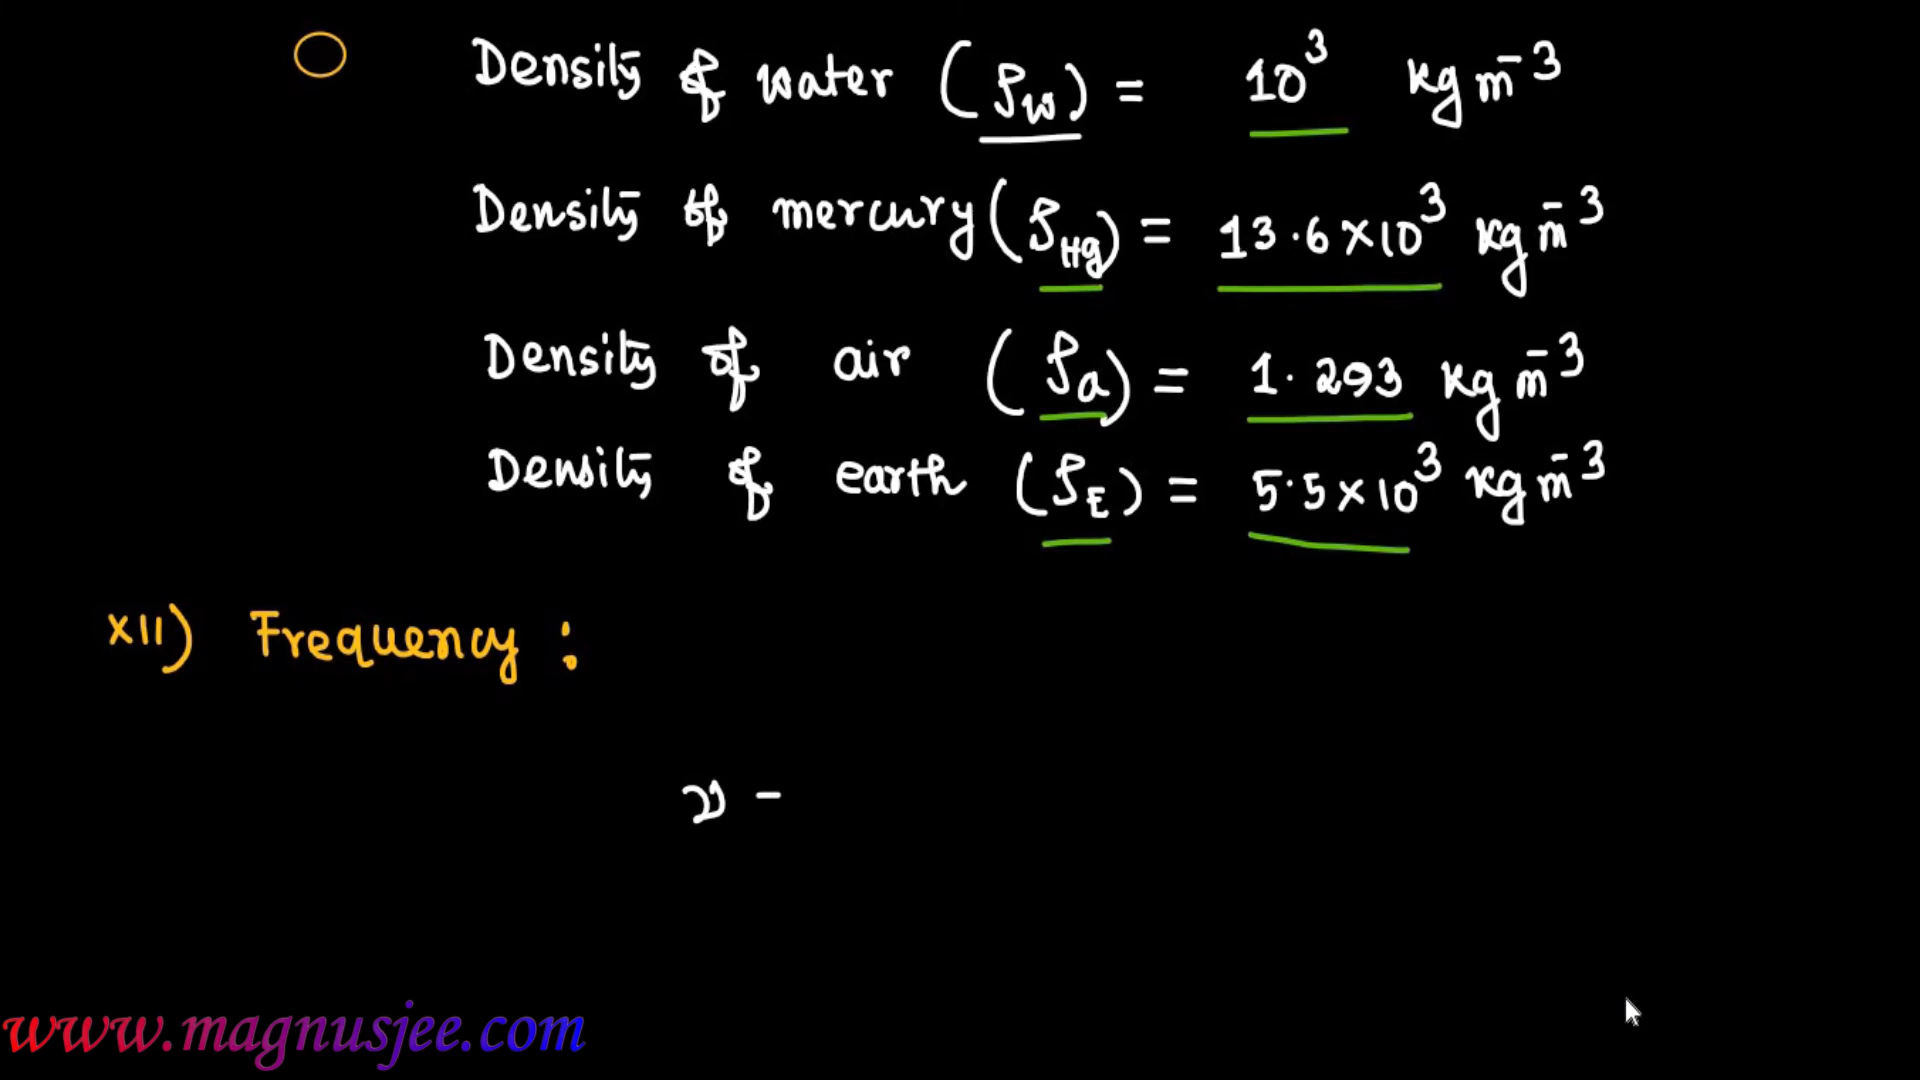 Density of water (ρw) = 10³ kg m⁻³
Density of mercury (ρHg) = 13.6×10³ kg m⁻³
Density of air (ρa) = 1.293 kg m⁻³
Density of earth (ρE) = 5.5×10³ kg m⁻³
XII) Frequency :
ν -
www.magnusjee.com